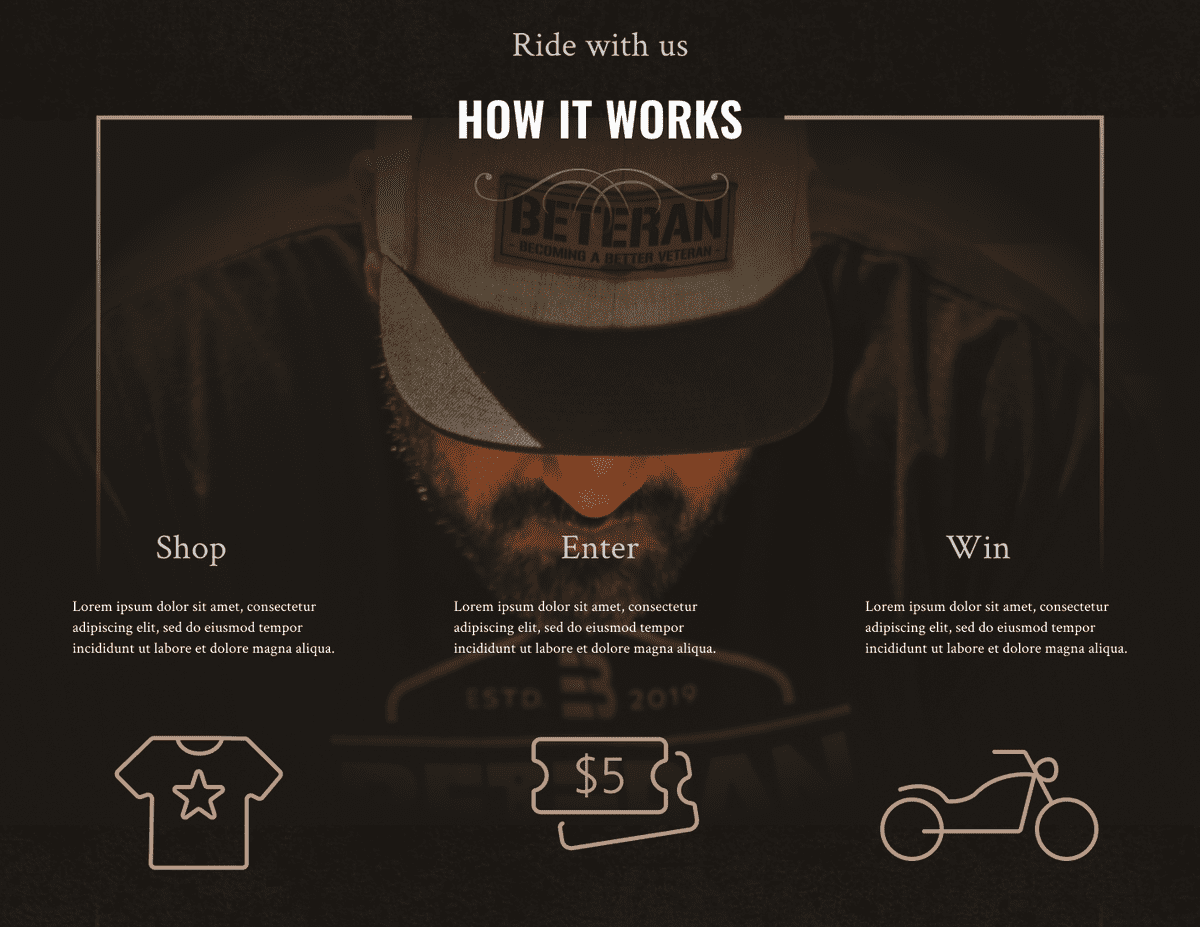 Ride with us
HOW IT WORKS
BETERAN
- BECOMING A BETTER VETERAN -
Shop
Enter
Win
Lorem ipsum dolor sit amet, consectetur
adipiscing elit, sed do eiusmod tempor
incididunt ut labore et dolore magna aliqua.
Lorem ipsum dolor sit amet, consectetur
adipiscing elit, sed do eiusmod tempor
incididunt ut labore et dolore magna aliqua.
Lorem ipsum dolor sit amet, consectetur
adipiscing elit, sed do eiusmod tempor
incididunt ut labore et dolore magna aliqua.
ESTD. B 2019
BETERAN
$5